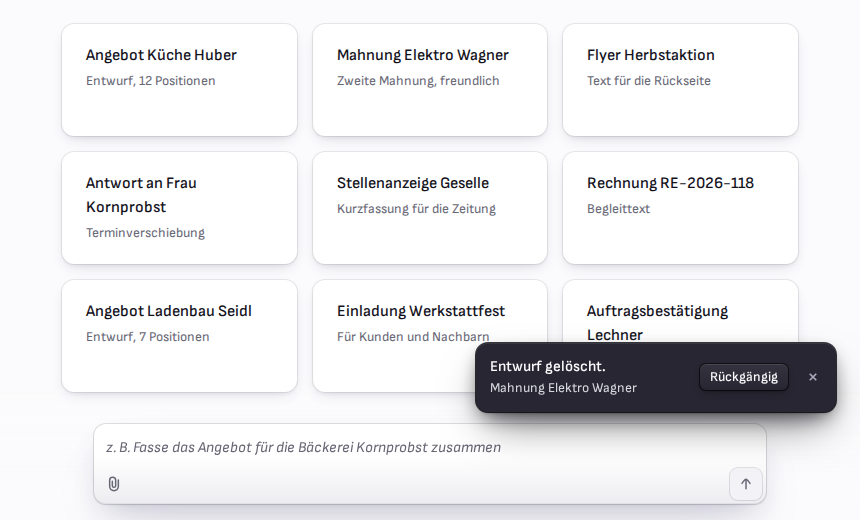 Angebot Küche Huber
Entwurf, 12 Positionen
Mahnung Elektro Wagner
Zweite Mahnung, freundlich
Flyer Herbstaktion
Text für die Rückseite
Antwort an Frau
Kornprobst
Terminverschiebung
Stellenanzeige Geselle
Kurzfassung für die Zeitung
Rechnung RE-2026-118
Begleittext
Angebot Ladenbau Seidl
Entwurf, 7 Positionen
Einladung Werkstattfest
Für Kunden und Nachbarn
Auftragsbestätigung
Lechner
Entwurf gelöscht.
Mahnung Elektro Wagner
Rückgängig
z. B. Fasse das Angebot für die Bäckerei Kornprobst zusammen